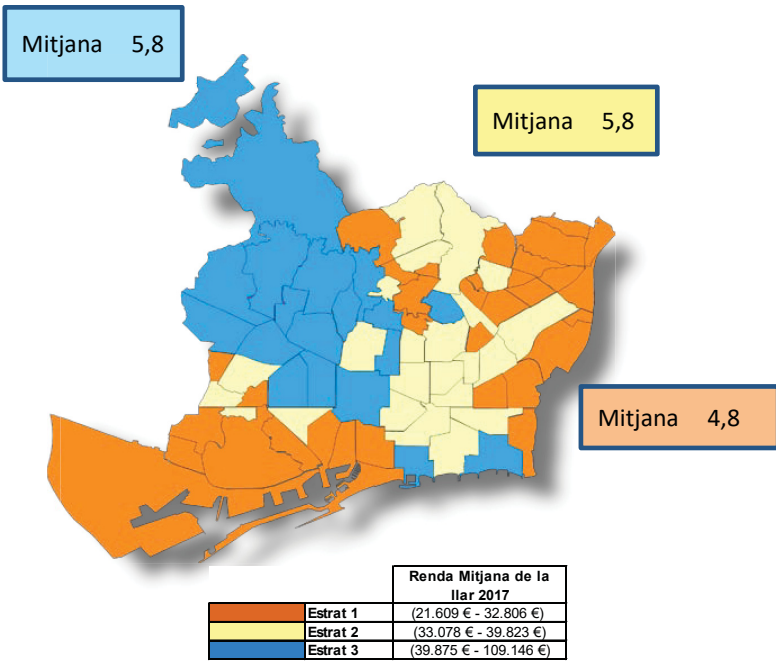 Mitjana 5,8
Mitjana 5,8
Mitjana 4,8
Renda Mitjana de la
llar 2017
Estrat 1 (21.609 € - 32.806 €)
Estrat 2 (33.078 € - 39.823 €)
Estrat 3 (39.875 € - 109.146 €)